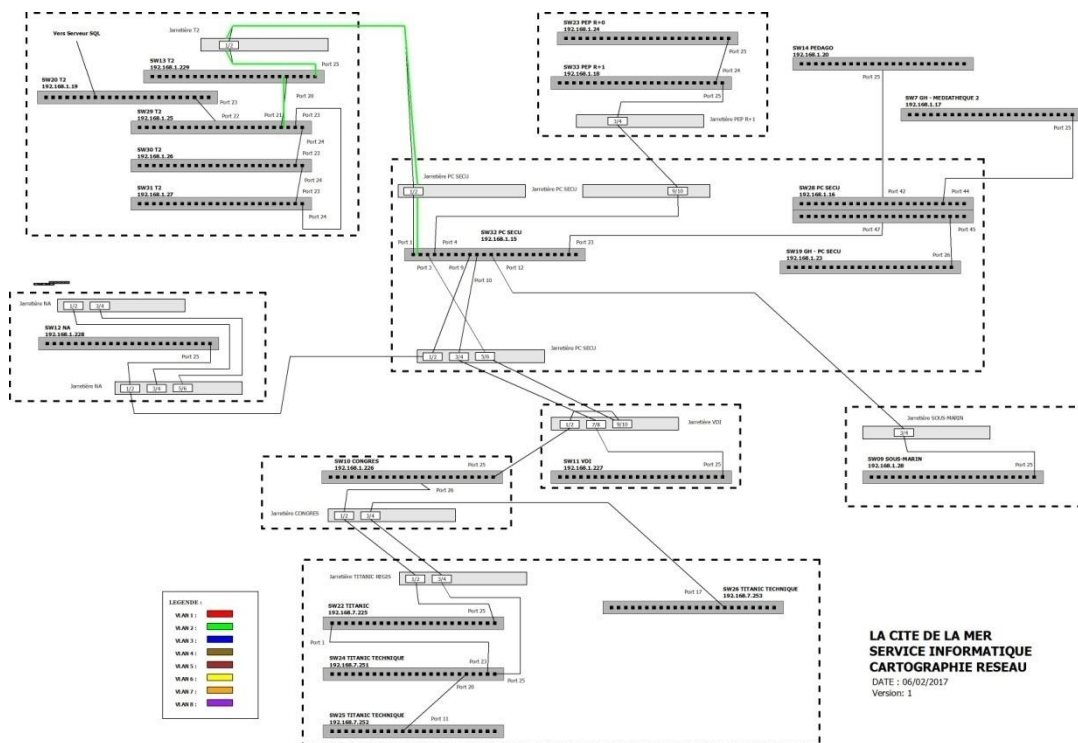 Vers Serveur SQL
Jarretière T2
1/2
SW13 T2
192.168.1.229
Port 25
SW20 T2
192.168.1.19
Port 23
Port 20
SW29 T2
192.168.1.25
Port 22
Port 21
Port 23
Port 24
SW30 T2
192.168.1.26
Port 23
Port 24
SW31 T2
192.168.1.27
Port 23
Port 24
SW23 PEP R+0
192.168.1.24
Port 25
SW33 PEP R+1
192.168.1.18
Port 24
Port 25
3/4
Jarretière PEP R+1
SW14 PEDAGO
192.168.1.20
Port 25
SW7 GH - MEDIATHEQUE 2
192.168.1.17
Port 25
Jarretière PC SECU
1/2
Jarretière PC SECU
9/10
SW28 PC SECU
192.168.1.16
Port 42
Port 44
Port 47
Port 45
SW32 PC SECU
192.168.1.15
Port 1
Port 4
Port 23
Port 3
Port 9
Port 10
Port 12
SW19 GH - PC SECU
192.168.1.23
Port 26
Jarretière PC SECU
1/2
3/4
5/6
Jarretière NA
1/2
3/4
SW12 NA
192.168.1.228
Port 25
Jarretière NA
1/2
3/4
5/6
1/2
7/8
9/10
Jarretière VDI
SW11 VDI
192.168.1.227
Port 25
Jarretière SOUS-MARIN
3/4
SW09 SOUS-MARIN
192.168.1.28
Port 25
SW10 CONGRES
192.168.1.226
Port 25
Port 26
Jarretière CONGRES
1/2
3/4
Jarretière TITANIC REGIS
1/2
3/4
SW22 TITANIC
192.168.7.225
Port 25
Port 1
SW26 TITANIC TECHNIQUE
192.168.7.253
Port 17
SW24 TITANIC TECHNIQUE
192.168.7.251
Port 23
Port 25
Port 20
SW25 TITANIC TECHNIQUE
192.168.7.252
Port 11
LEGENDE :
VLAN 1 :
VLAN 2 :
VLAN 3 :
VLAN 4 :
VLAN 5 :
VLAN 6 :
VLAN 7 :
VLAN 8 :
LA CITE DE LA MER
SERVICE INFORMATIQUE
CARTOGRAPHIE RESEAU
DATE : 06/02/2017
Version: 1